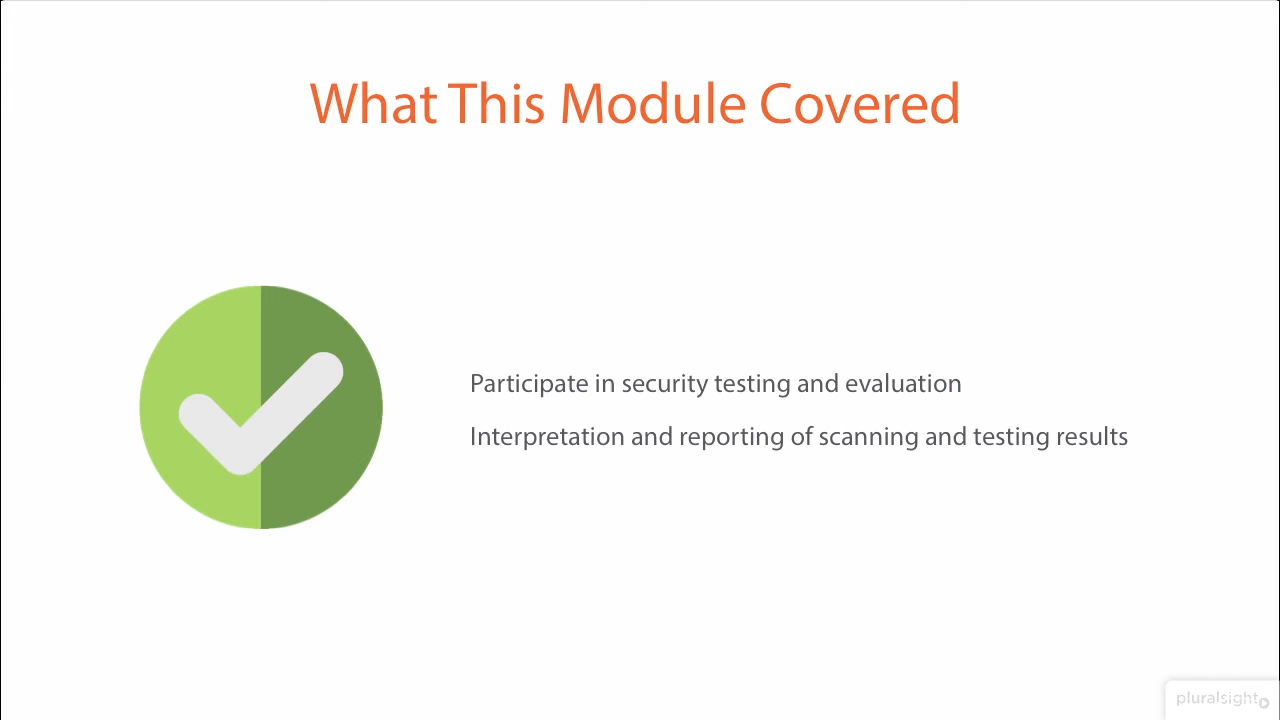 What This Module Covered
Participate in security testing and evaluation
Interpretation and reporting of scanning and testing results
pluralsight